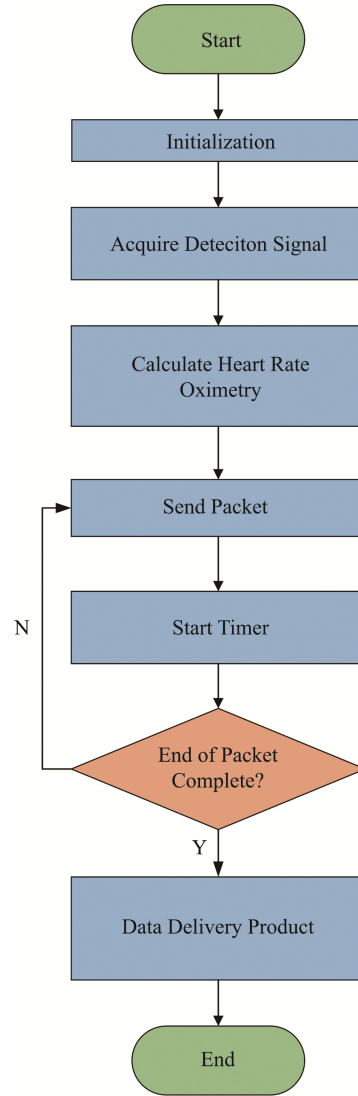 Start
Initialization
Acquire Deteciton Signal
Calculate Heart Rate
Oximetry
Send Packet
N
Start Timer
End of Packet
Complete?
Y
Data Delivery Product
End